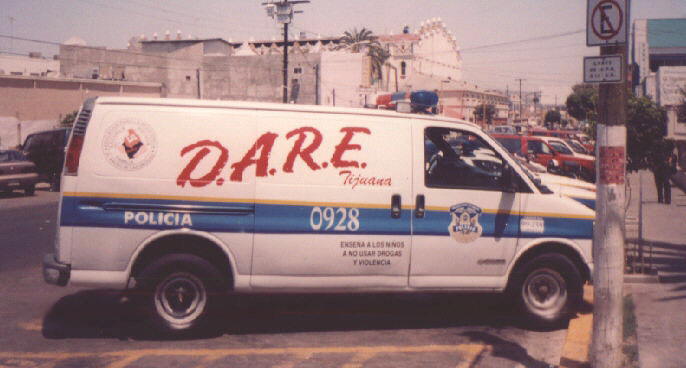 E
D.A.R.E.
Tijuana
POLICIA
0928
ENSEÑA A LOS NIÑOS
A NO USAR DROGAS
Y VIOLENCIA